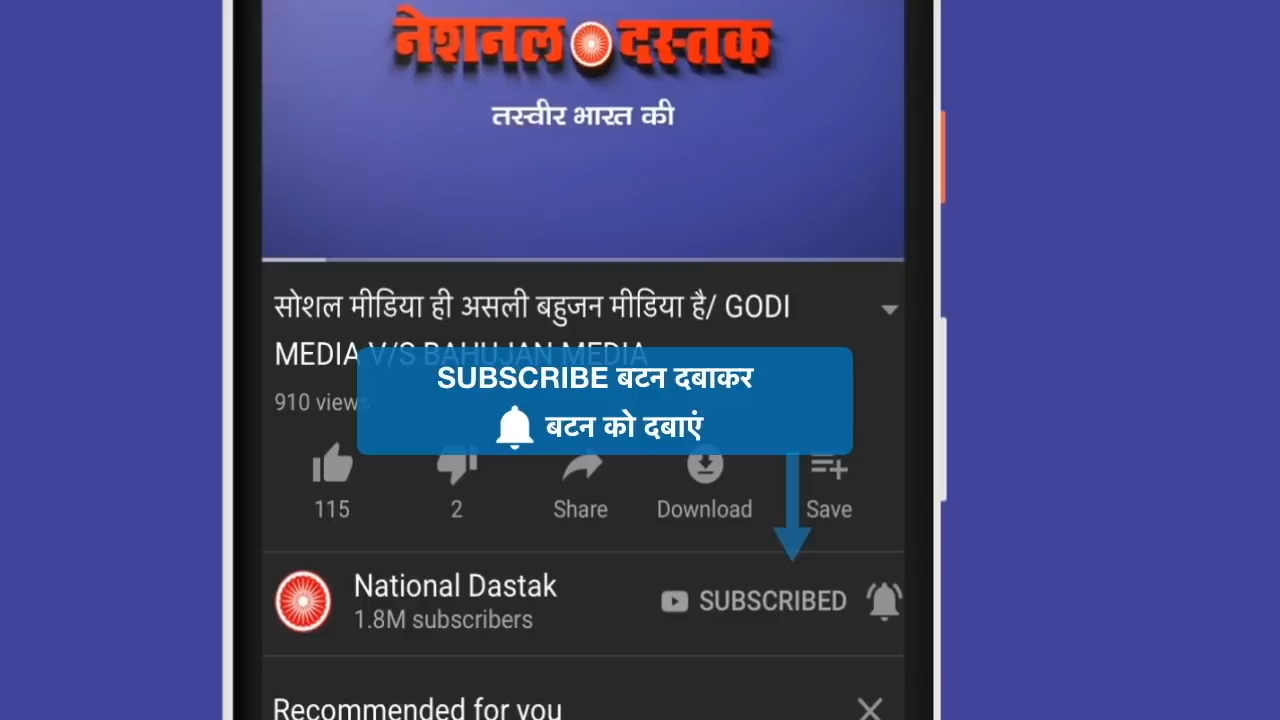 नेशनल दस्तक
तस्वीर भारत की
सोशल मीडिया ही असली बहुजन मीडिया है/ GODI
MEDIA V/S BAHUJAN MEDIA
SUBSCRIBE बटन दबाकर
बटन को दबाएं
910 views
115
2
Share
Download
Save
National Dastak
1.8M subscribers
SUBSCRIBED
Recommended for you